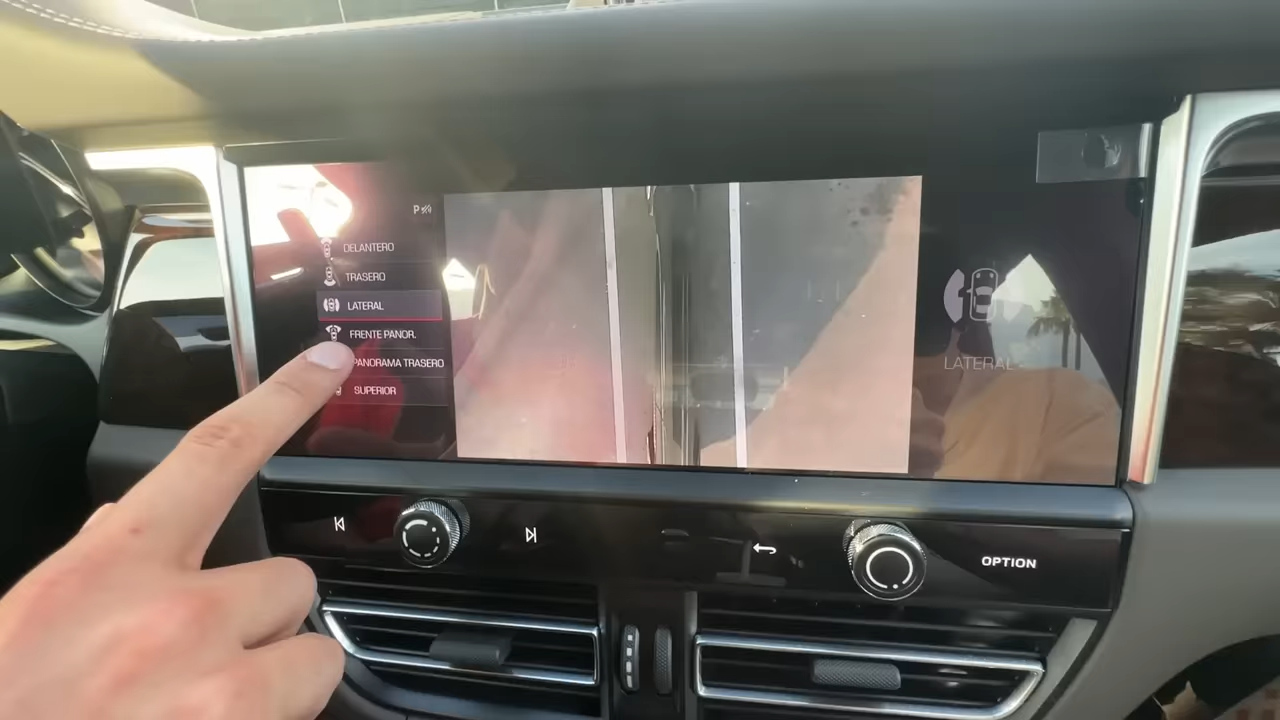 P
DELANTERO
TRASERO
LATERAL
FRENTE PANOR.
PANORAMA TRASERO
SUPERIOR
LATERAL
OPTION